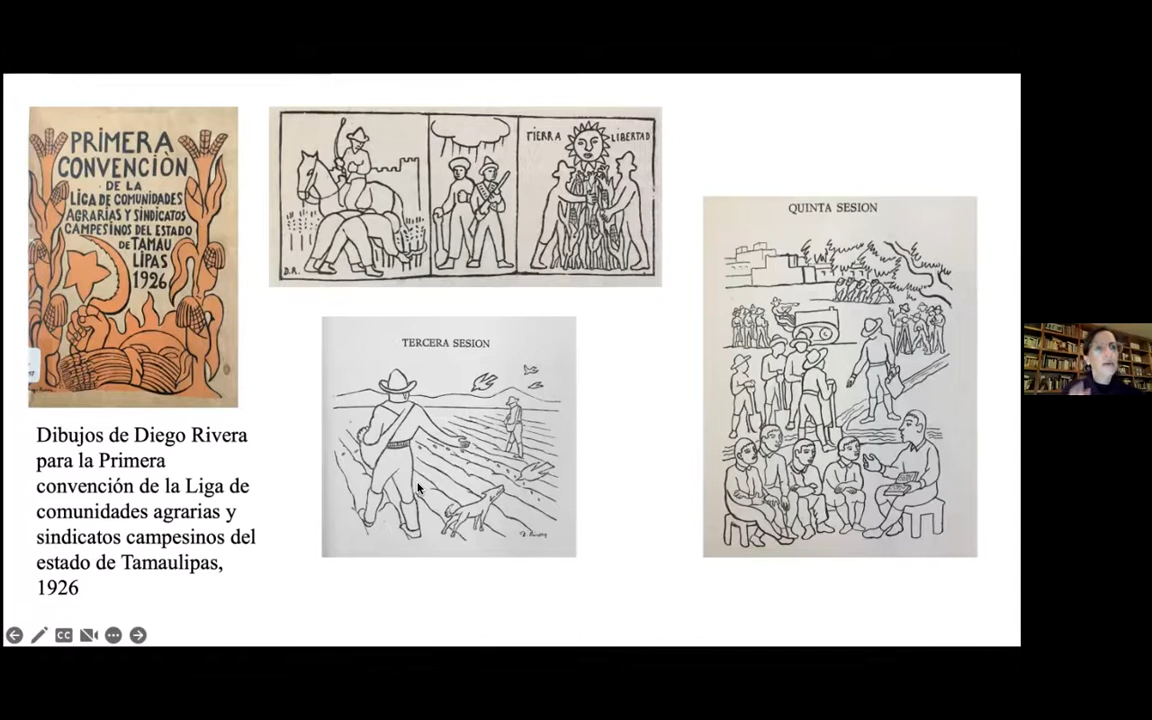 PRIMERA
CONVENCIÒN
DE LA
LIGA DE COMUNIDADES
AGRARIAS Y SINDICATOS
CAMPESINOS DEL ESTADO
DE TAMAU
LIPAS
1926
Dibujos de Diego Rivera
para la Primera
convención de la Liga de
comunidades agrarias y
sindicatos campesinos del
estado de Tamaulipas,
1926
TIERRA LIBERTAD
D.R.
TERCERA SESION
QUINTA SESION
CC